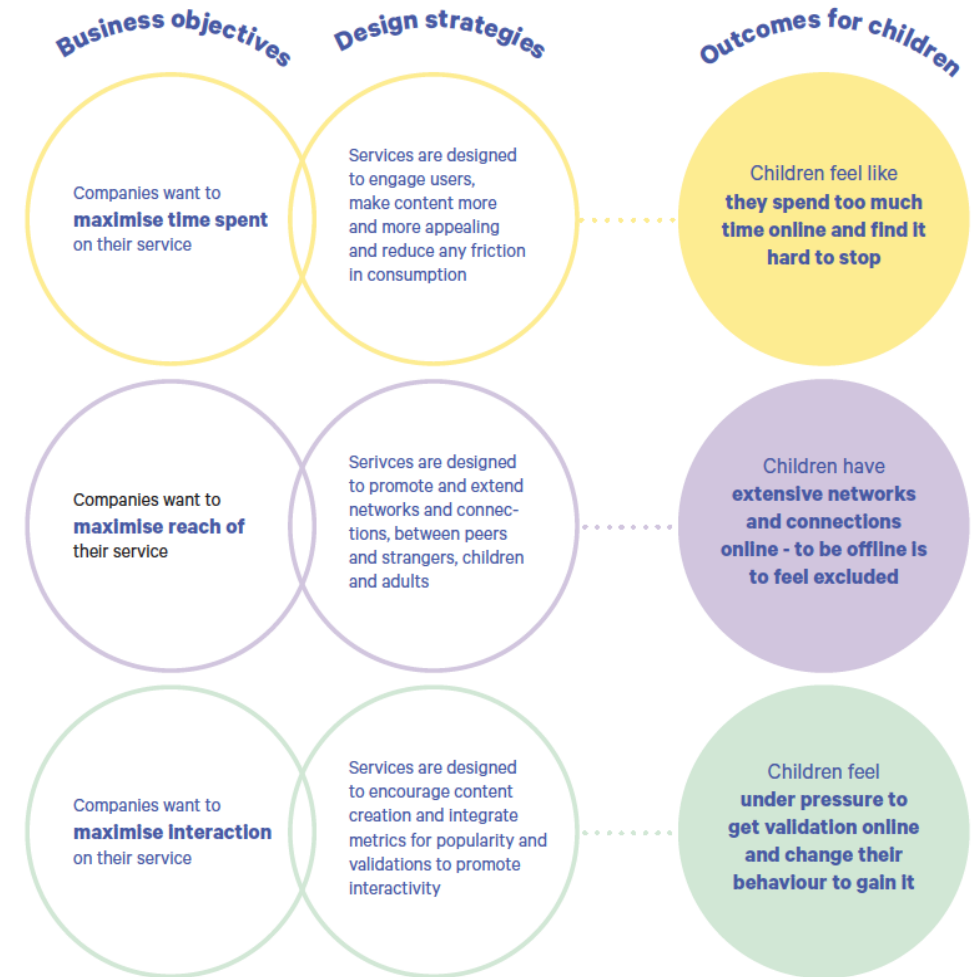 Business objectives
Design strategies
Outcomes for children
Companies want to
maximise time spent
on their service
Services are designed
to engage users,
make content more
and more appealing
and reduce any friction
in consumption
Children feel like
they spend too much
time online and find it
hard to stop
Companies want to
maximise reach of
their service
Serivces are designed
to promote and extend
networks and connec-
tions, between peers
and strangers, children
and adults
Children have
extensive networks
and connections
online - to be offline is
to feel excluded
Companies want to
maximise interaction
on their service
Services are designed
to encourage content
creation and integrate
metrics for popularity and
validations to promote
interactivity
Children feel
under pressure to
get validation online
and change their
behaviour to gain it